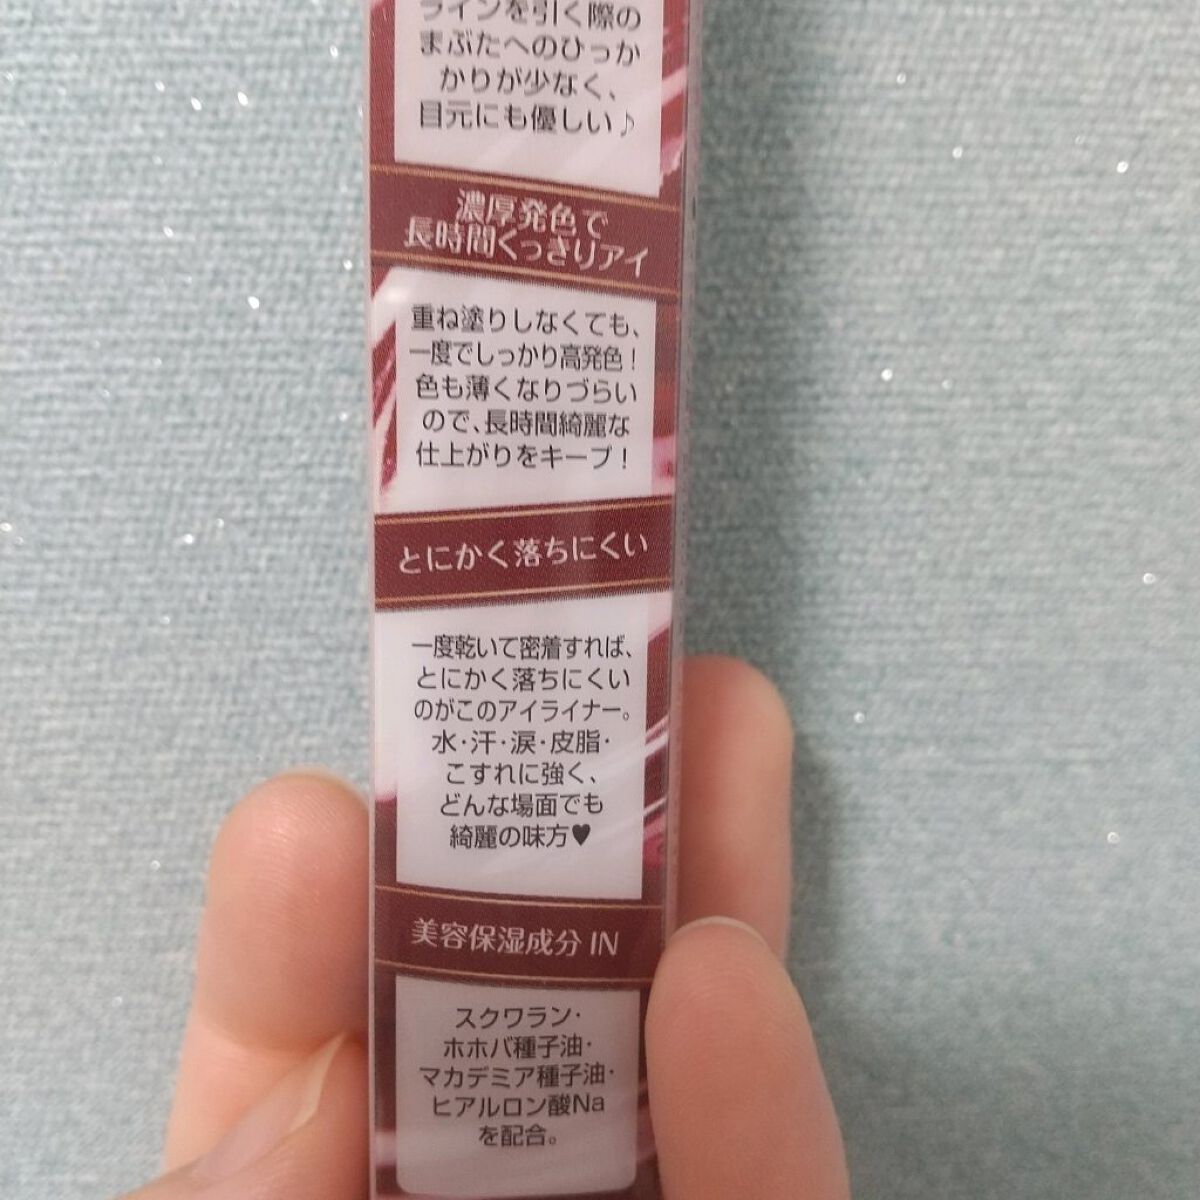 ラインを引く際の
まぶたへのひっか
かりが少なく、
目元にも優しい♪
濃厚発色で
長時間くっきりアイ
重ね塗りしなくても、
一度でしっかり高発色！
色も薄くなりづらい
ので、長時間綺麗な
仕上がりをキープ！
とにかく落ちにくい
一度乾いて密着すれば、
とにかく落ちにくい
のがこのアイライナー。
水・汗・涙・皮脂・
こすれに強く、
どんな場面でも
綺麗の味方♥
美容保湿成分 IN
スクワラン・
ホホバ種子油・
マカデミア種子油・
ヒアルロン酸Na
を配合。